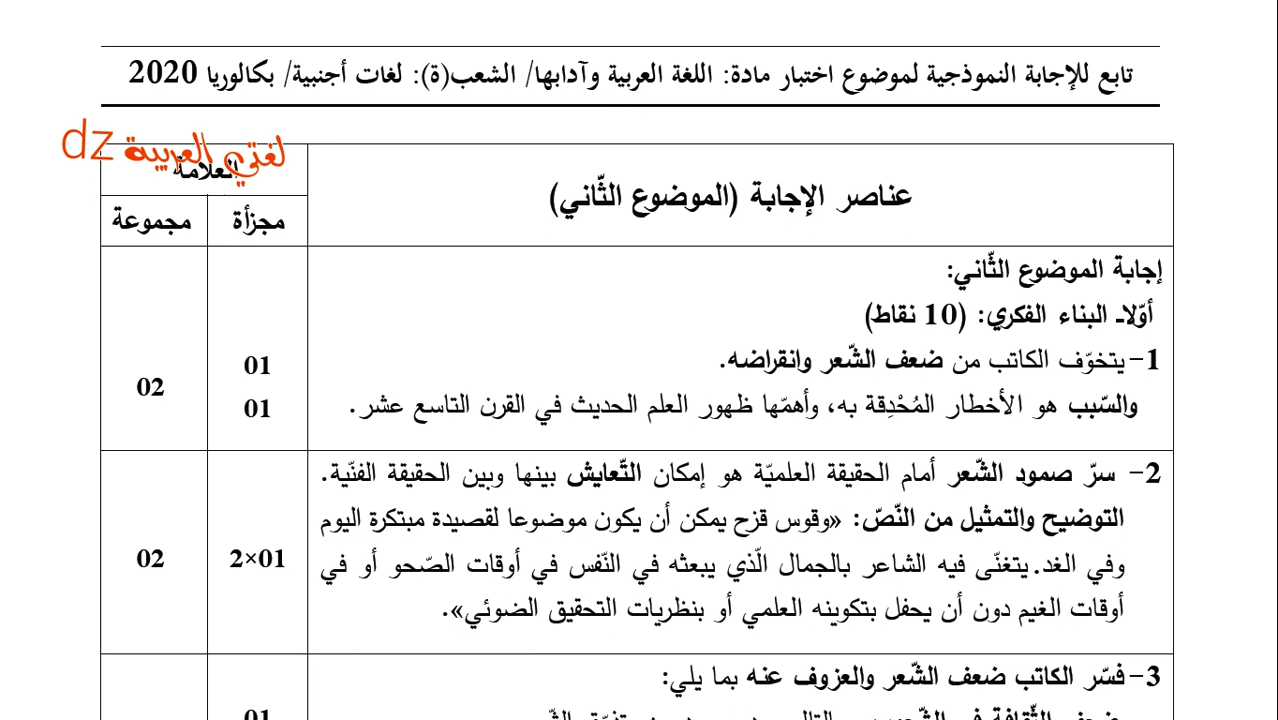 تابع للإجابة النموذجية لموضوع اختبار مادة: اللغة العربية وآدابها/ الشعب(ة): لغات أجنبية/ بكالوريا 2020
لغتي العربية dz
العلامة
عناصر الإجابة (الموضوع الثّاني)
مجزأة
مجموعة
إجابة الموضوع الثّاني:
أوّلاـ البناء الفكري: (10 نقاط)
1- يتخوّف الكاتب من ضعف الشّعر وانقراضه.
01
والسّبب هو الأخطار المُحْدِقة به، وأهمّها ظهور العلم الحديث في القرن التاسع عشر.
01
02
2- سرّ صمود الشّعر أمام الحقيقة العلميّة هو إمكان التّعايش بينها وبين الحقيقة الفنّية.
التوضيح والتمثيل من النّصّ: «وقوس قزح يمكن أن يكون موضوعا لقصيدة مبتكرة اليوم
وفي الغد. يتغنّى فيه الشاعر بالجمال الّذي يبعثه في النّفس في أوقات الصّحو أو في
أوقات الغيم دون أن يحفل بتكوينه العلمي أو بنظريات التحقيق الضوئي».
2×01
02
3- فسّر الكاتب ضعف الشّعر والعزوف عنه بما يلي:
01